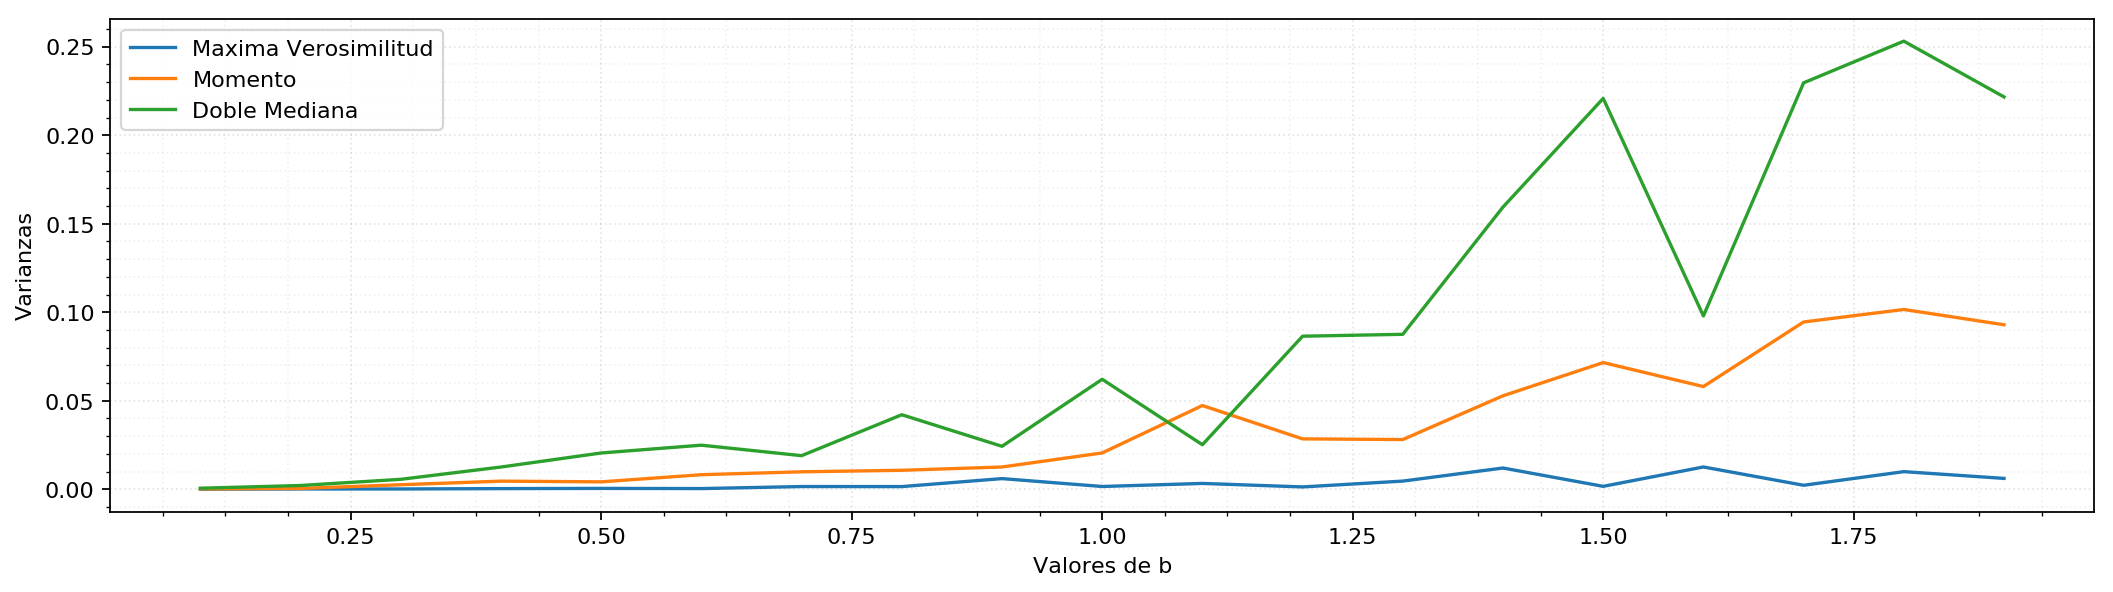 Maxima Verosimilitud
Momento
Doble Mediana
Varianzas
0.25
0.20
0.15
0.10
0.05
0.00
0.25 0.50 0.75 1.00 1.25 1.50 1.75
Valores de b